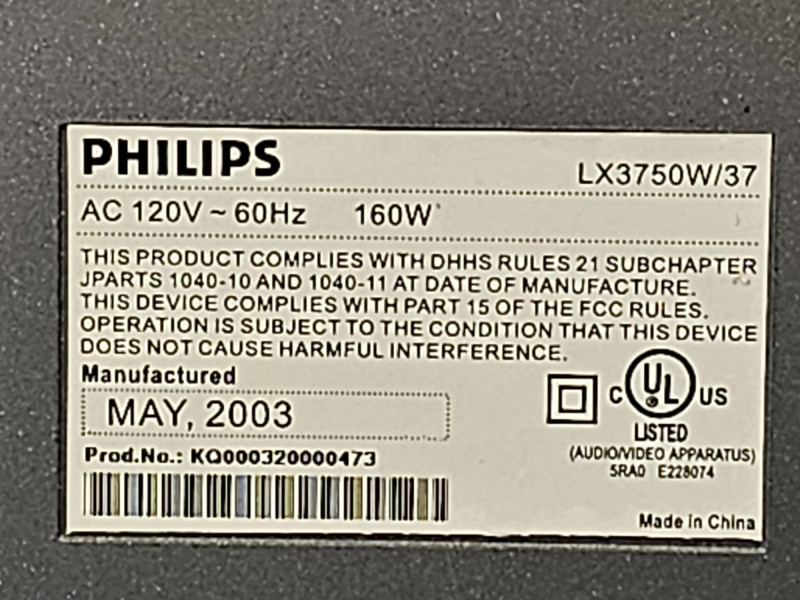 PHILIPS
LX3750W/37
AC 120V ~ 60Hz 160W
THIS PRODUCT COMPLIES WITH DHHS RULES 21 SUBCHAPTER
JPARTS 1040-10 AND 1040-11 AT DATE OF MANUFACTURE.
THIS DEVICE COMPLIES WITH PART 15 OF THE FCC RULES.
OPERATION IS SUBJECT TO THE CONDITION THAT THIS DEVICE
DOES NOT CAUSE HARMFUL INTERFERENCE.
Manufactured
MAY, 2003
C UL US
LISTED
(AUDIO/VIDEO APPARATUS)
5RA0 E228074
Prod.No.: KQ000320000473
Made in China